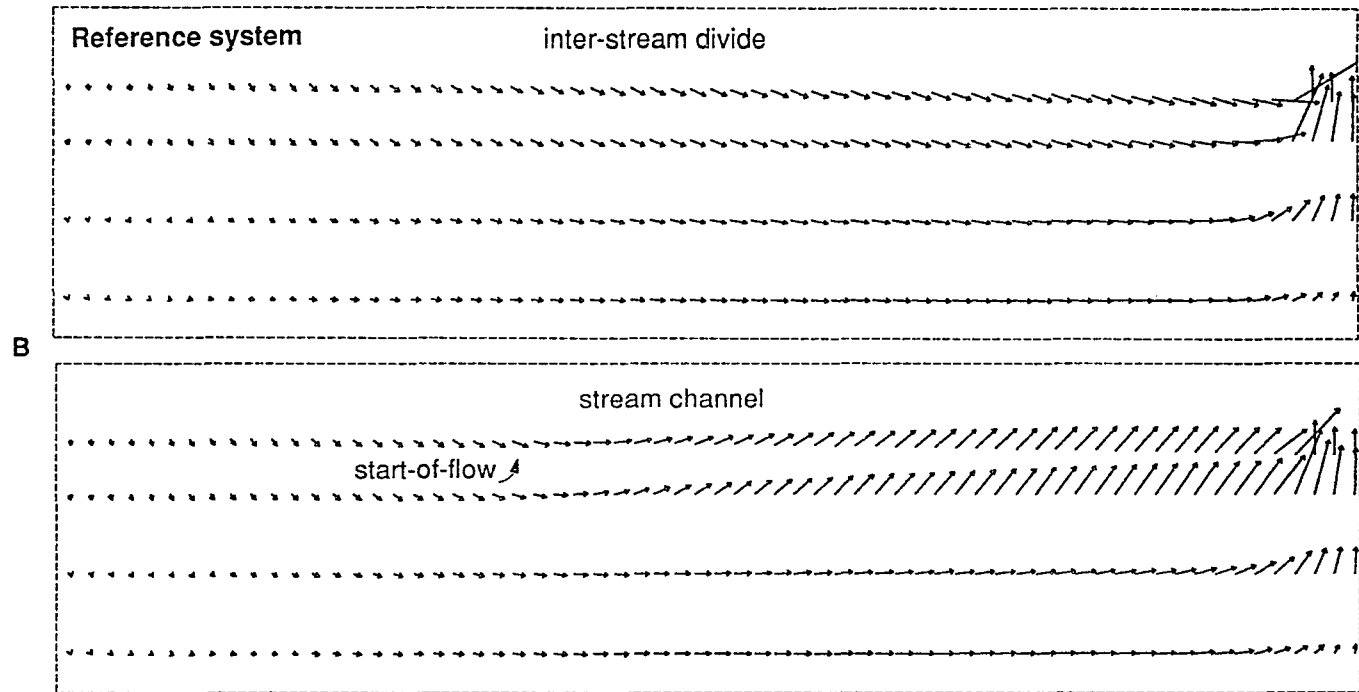 Reference system
inter-stream divide
B
stream channel
start-of-flow